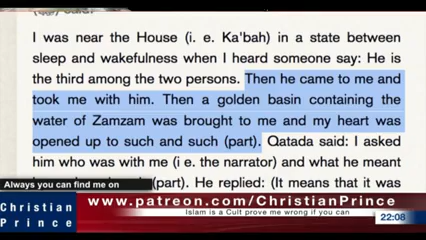 I was near the House (i. e. Ka'bah) in a state between
sleep and wakefulness when I heard someone say: He is
the third among the two persons. Then he came to me and
took me with him. Then a golden basin containing the
water of Zamzam was brought to me and my heart was
opened up to such and such (part). Qatada said: I asked
him who was with me (i e. the narrator) and what he meant
(part). He replied: (It means that it was
Always you can find me on
Christian
Prince
www.patreon.com/ChristianPrince
Islam is a Cult prove me wrong if you can
22:08